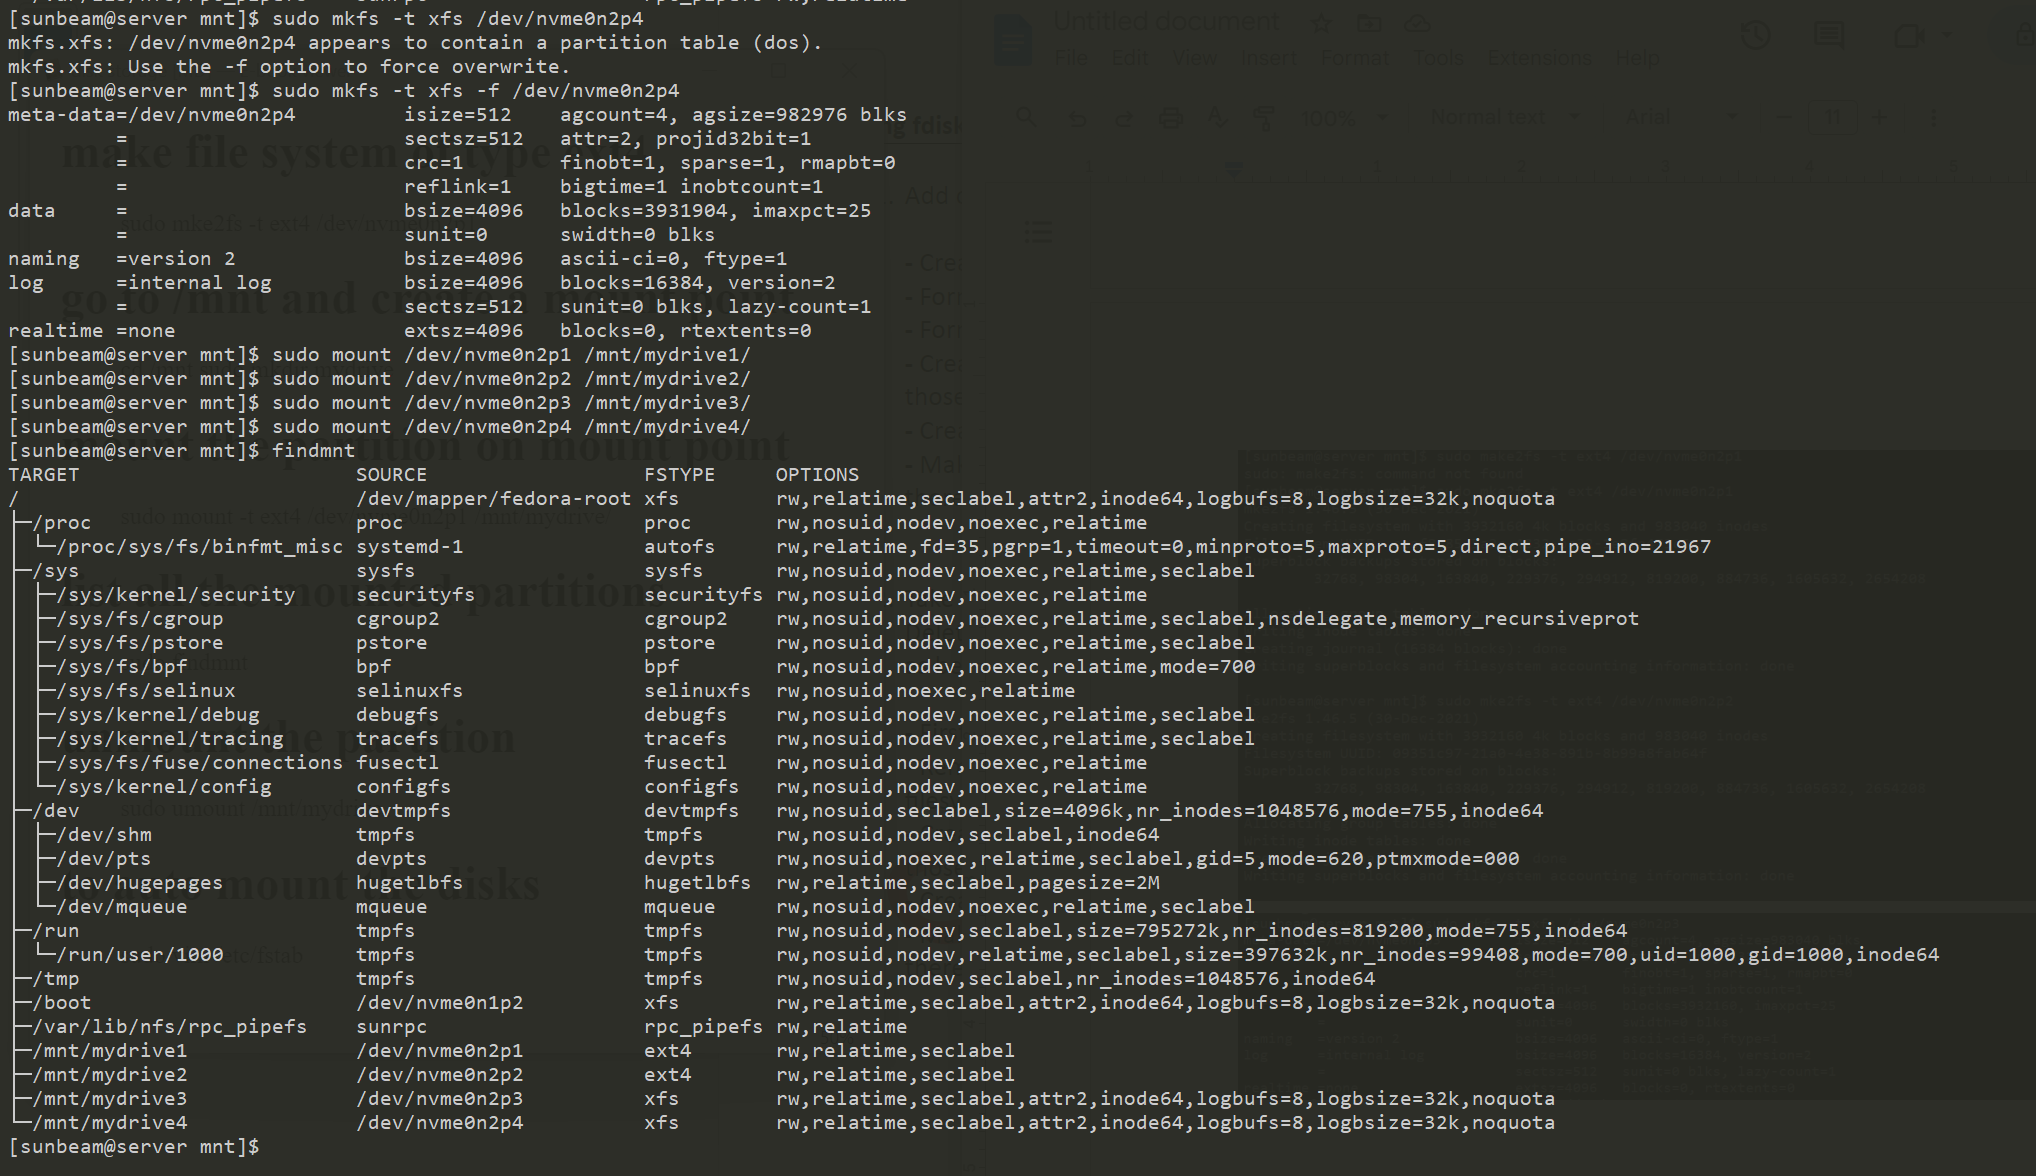 [sunbeam@server mnt]$ sudo mkfs -t xfs /dev/nvme0n2p4
mkfs.xfs: /dev/nvme0n2p4 appears to contain a partition table (dos).
mkfs.xfs: Use the -f option to force overwrite.
[sunbeam@server mnt]$ sudo mkfs -t xfs -f /dev/nvme0n2p4
meta-data=/dev/nvme0n2p4         isize=512    agcount=4, agsize=982976 blks
         =                       sectsz=512   attr=2, projid32bit=1
         =                       crc=1        finobt=1, sparse=1, rmapbt=0
         =                       reflink=1    bigtime=1 inobtcount=1
data     =                       bsize=4096   blocks=3931904, imaxpct=25
         =                       sunit=0      swidth=0 blks
naming   =version 2              bsize=4096   ascii-ci=0, ftype=1
log      =internal log           bsize=4096   blocks=16384, version=2
         =                       sectsz=512   sunit=0 blks, lazy-count=1
realtime =none                   extsz=4096   blocks=0, rtextents=0
[sunbeam@server mnt]$ sudo mount /dev/nvme0n2p1 /mnt/mydrive1/
[sunbeam@server mnt]$ sudo mount /dev/nvme0n2p2 /mnt/mydrive2/
[sunbeam@server mnt]$ sudo mount /dev/nvme0n2p3 /mnt/mydrive3/
[sunbeam@server mnt]$ sudo mount /dev/nvme0n2p4 /mnt/mydrive4/
[sunbeam@server mnt]$ findmnt
TARGET                       SOURCE                  FSTYPE     OPTIONS
/                            /dev/mapper/fedora-root xfs        rw,relatime,seclabel,attr2,inode64,logbufs=8,logbsize=32k,noquota
├─/proc                      proc                    proc       rw,nosuid,nodev,noexec,relatime
│ └─/proc/sys/fs/binfmt_misc systemd-1               autofs     rw,relatime,fd=35,pgrp=1,timeout=0,minproto=5,maxproto=5,direct,pipe_ino=21967
├─/sys                       sysfs                   sysfs      rw,nosuid,nodev,noexec,relatime,seclabel
│ ├─/sys/kernel/security     securityfs              securityfs rw,nosuid,nodev,noexec,relatime
│ ├─/sys/fs/cgroup           cgroup2                 cgroup2    rw,nosuid,nodev,noexec,relatime,seclabel,nsdelegate,memory_recursiveprot
│ ├─/sys/fs/pstore           pstore                  pstore     rw,nosuid,nodev,noexec,relatime,seclabel
│ ├─/sys/fs/bpf              bpf                     bpf        rw,nosuid,nodev,noexec,relatime,mode=700
│ ├─/sys/fs/selinux          selinuxfs               selinuxfs  rw,nosuid,noexec,relatime
│ ├─/sys/kernel/debug        debugfs                 debugfs    rw,nosuid,nodev,noexec,relatime,seclabel
│ ├─/sys/kernel/tracing      tracefs                 tracefs    rw,nosuid,nodev,noexec,relatime,seclabel
│ ├─/sys/fs/fuse/connections fusectl                 fusectl    rw,nosuid,nodev,noexec,relatime
│ └─/sys/kernel/config       configfs                configfs   rw,nosuid,nodev,noexec,relatime
├─/dev                       devtmpfs                devtmpfs   rw,nosuid,seclabel,size=4096k,nr_inodes=1048576,mode=755,inode64
│ ├─/dev/shm                 tmpfs                   tmpfs      rw,nosuid,nodev,seclabel,inode64
│ ├─/dev/pts                 devpts                  devpts     rw,nosuid,noexec,relatime,seclabel,gid=5,mode=620,ptmxmode=000
│ ├─/dev/hugepages           hugetlbfs               hugetlbfs  rw,relatime,seclabel,pagesize=2M
│ └─/dev/mqueue              mqueue                  mqueue     rw,nosuid,nodev,noexec,relatime,seclabel
├─/run                       tmpfs                   tmpfs      rw,nosuid,nodev,seclabel,size=795272k,nr_inodes=819200,mode=755,inode64
│ └─/run/user/1000           tmpfs                   tmpfs      rw,nosuid,nodev,relatime,seclabel,size=397632k,nr_inodes=99408,mode=700,uid=1000,gid=1000,inode64
├─/tmp                       tmpfs                   tmpfs      rw,nosuid,nodev,seclabel,nr_inodes=1048576,inode64
├─/boot                      /dev/nvme0n1p2          xfs        rw,relatime,seclabel,attr2,inode64,logbufs=8,logbsize=32k,noquota
├─/var/lib/nfs/rpc_pipefs    sunrpc                  rpc_pipefs rw,relatime
├─/mnt/mydrive1              /dev/nvme0n2p1          ext4       rw,relatime,seclabel
├─/mnt/mydrive2              /dev/nvme0n2p2          ext4       rw,relatime,seclabel
├─/mnt/mydrive3              /dev/nvme0n2p3          xfs        rw,relatime,seclabel,attr2,inode64,logbufs=8,logbsize=32k,noquota
└─/mnt/mydrive4              /dev/nvme0n2p4          xfs        rw,relatime,seclabel,attr2,inode64,logbufs=8,logbsize=32k,noquota
[sunbeam@server mnt]$
Untitled document
File Edit View Insert Format Tools Extensions Help
100% Normal text Arial 11